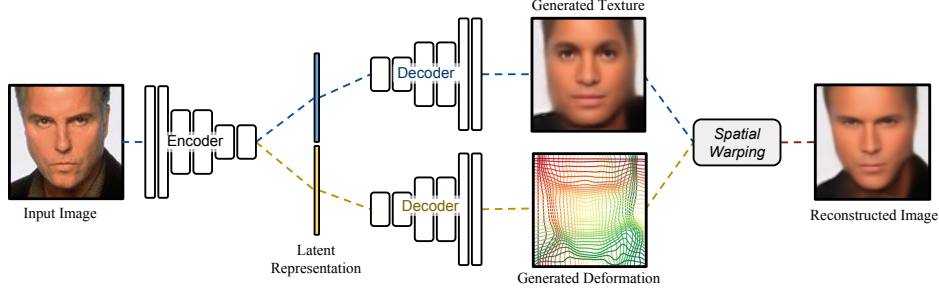 Generated Texture
Decoder
Encoder
Spatial
Warping
Input Image
Decoder
Reconstructed Image
Latent
Representation
Generated Deformation